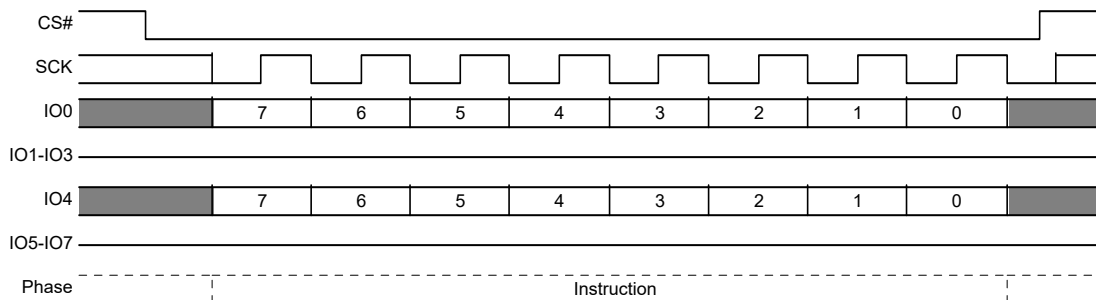 CS#
SCK
IO0 7 6 5 4 3 2 1 0
IO1-IO3
IO4 7 6 5 4 3 2 1 0
IO5-IO7
Phase Instruction